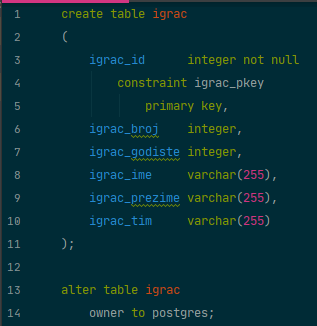 1 create table igrac
2 (
3 igrac_id integer not null
4 constraint igrac_pkey
5 primary key,
6 igrac_broj integer,
7 igrac_godiste integer,
8 igrac_ime varchar(255),
9 igrac_prezime varchar(255),
10 igrac_tim varchar(255)
11 );
12
13 alter table igrac
14 owner to postgres;